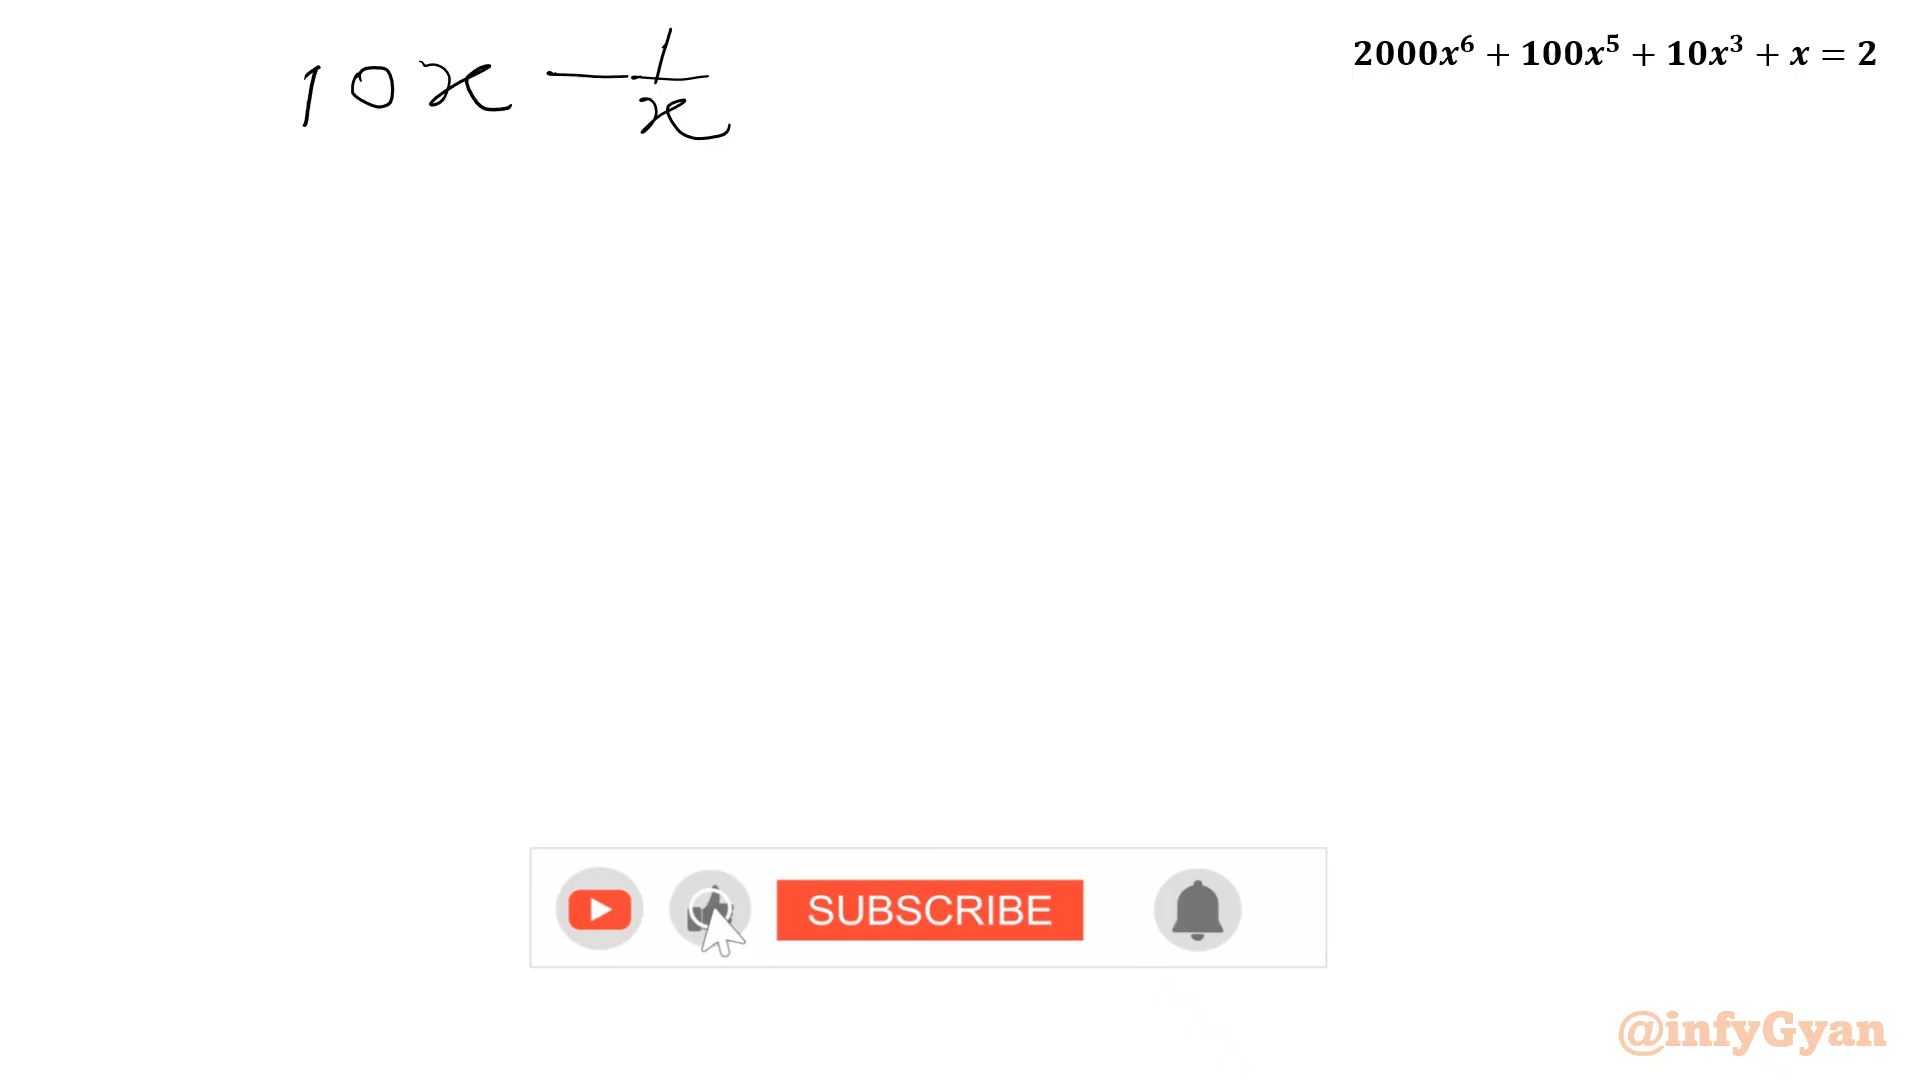 10x - 1/x
2000x⁶ + 100x⁵ + 10x³ + x = 2
SUBSCRIBE
@infyGyan